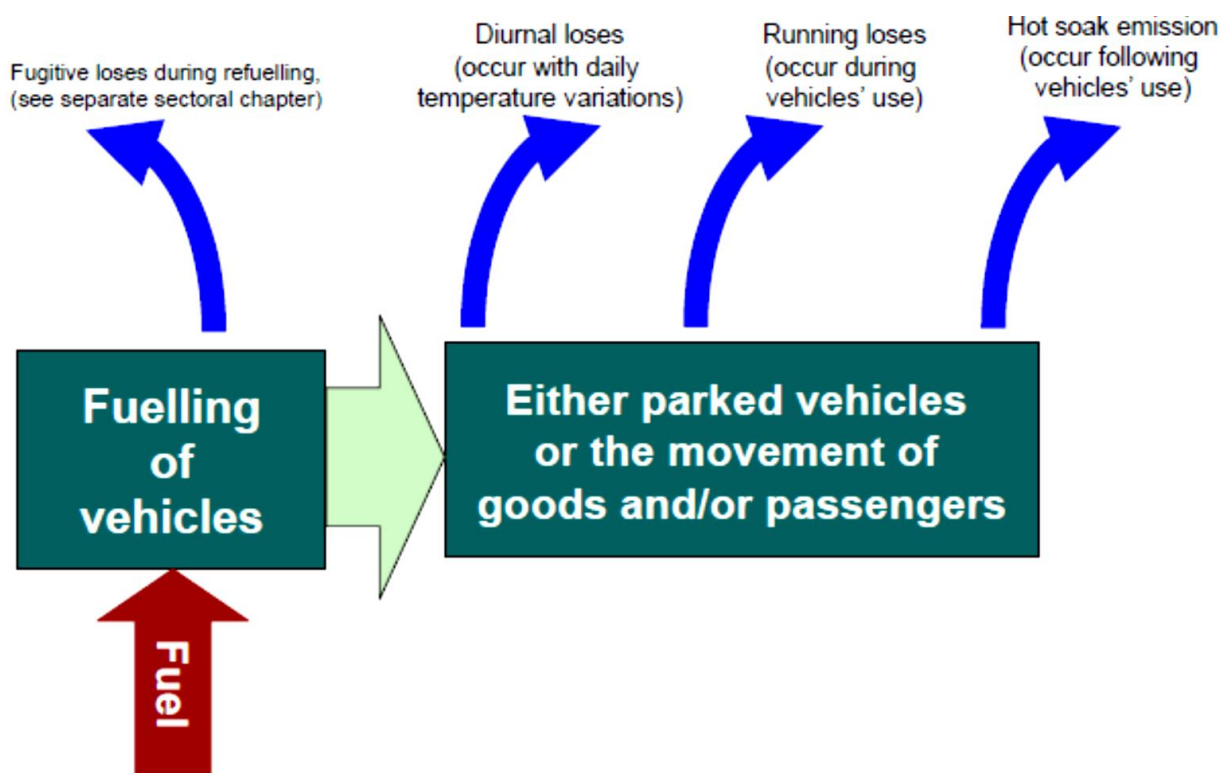 Fugitive loses during refuelling,
(see separate sectoral chapter)
Diurnal loses
(occur with daily
temperature variations)
Running loses
(occur during
vehicles' use)
Hot soak emission
(occur following
vehicles' use)
Fuelling
of
vehicles
Either parked vehicles
or the movement of
goods and/or passengers
Fuel